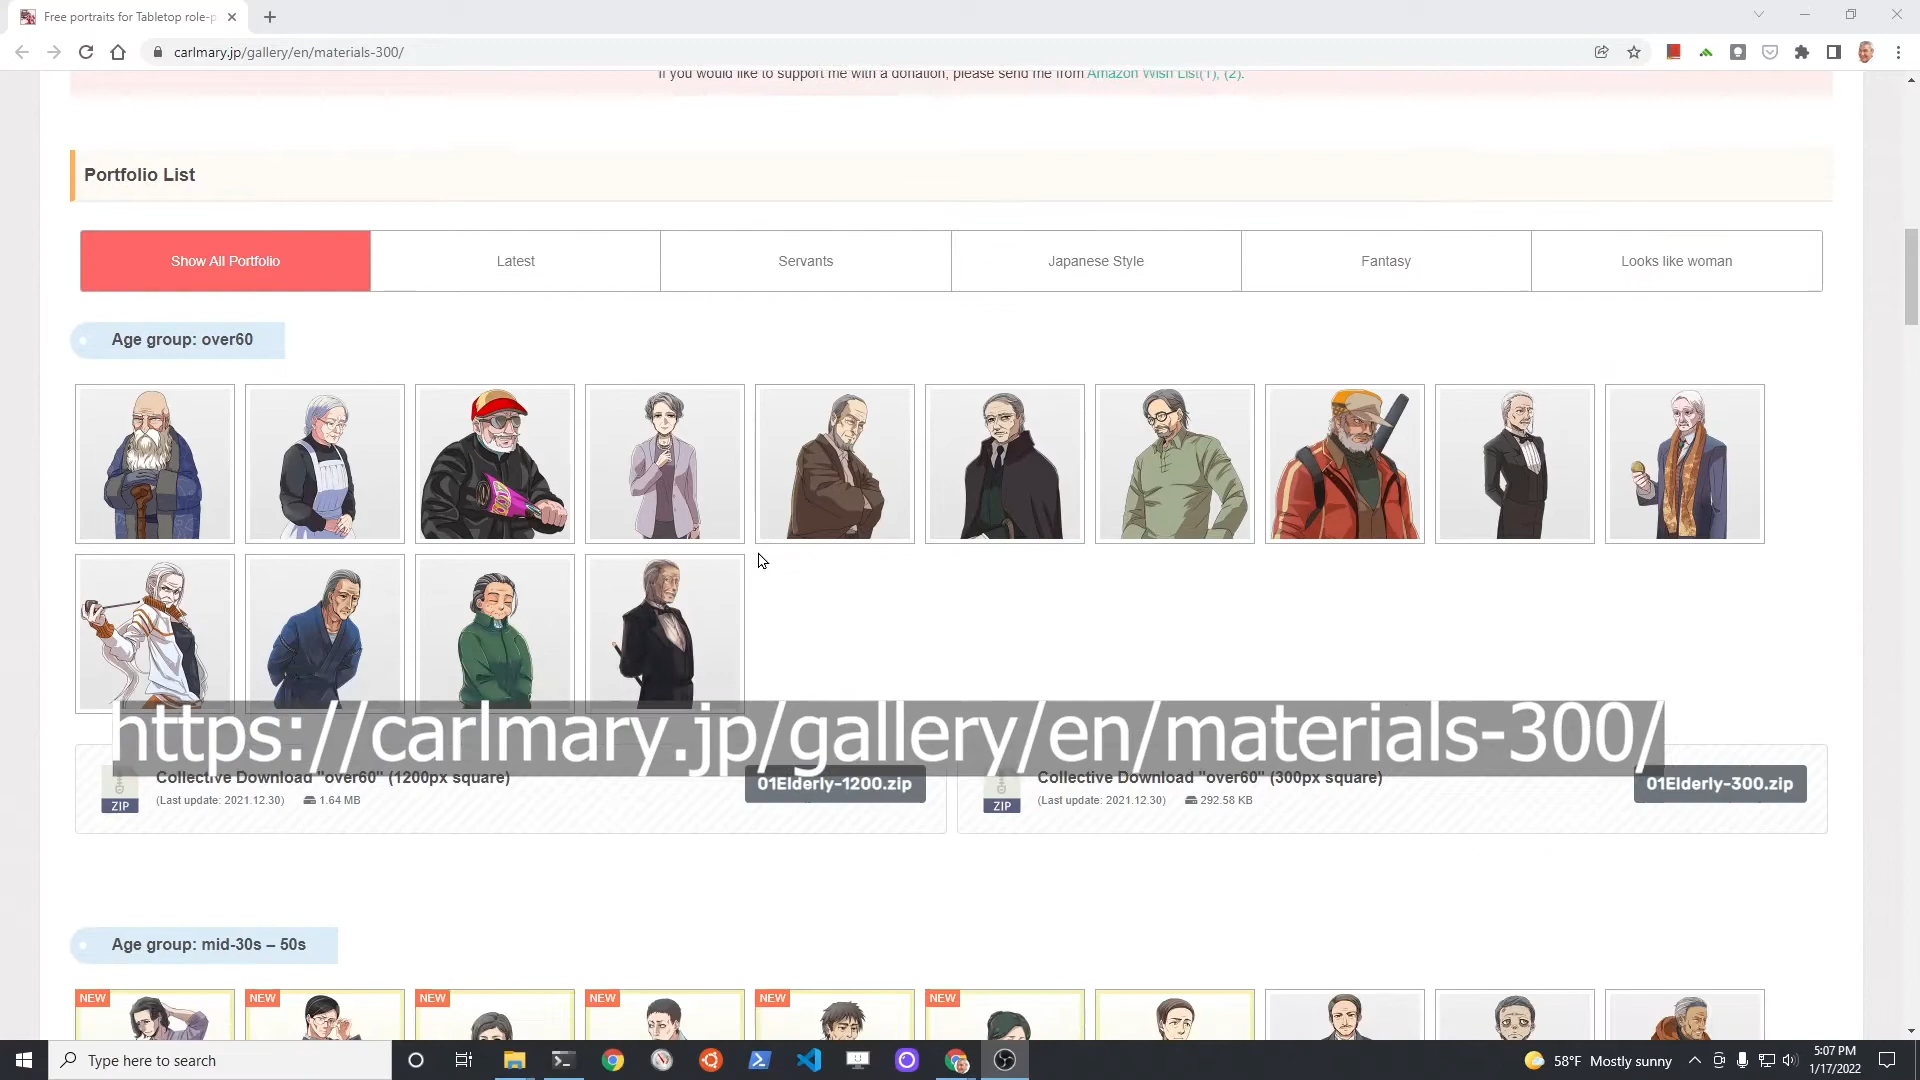 Free portraits for Tabletop role-p
carlmary.jp/gallery/en/materials-300/
If you would like to support me with a donation, please send me from Amazon Wish List(1), (2).
Portfolio List
Show All Portfolio
Latest
Servants
Japanese Style
Fantasy
Looks like woman
Age group: over60
https://carlmary.jp/gallery/en/materials-300/
ZIP
Collective Download "over60" (1200px square)
(Last update: 2021.12.30) 1.64 MB
01Elderly-1200.zip
ZIP
Collective Download "over60" (300px square)
(Last update: 2021.12.30) 292.58 KB
01Elderly-300.zip
Age group: mid-30s – 50s
NEW
NEW
NEW
NEW
NEW
NEW
Type here to search
58°F Mostly sunny
5:07 PM
1/17/2022